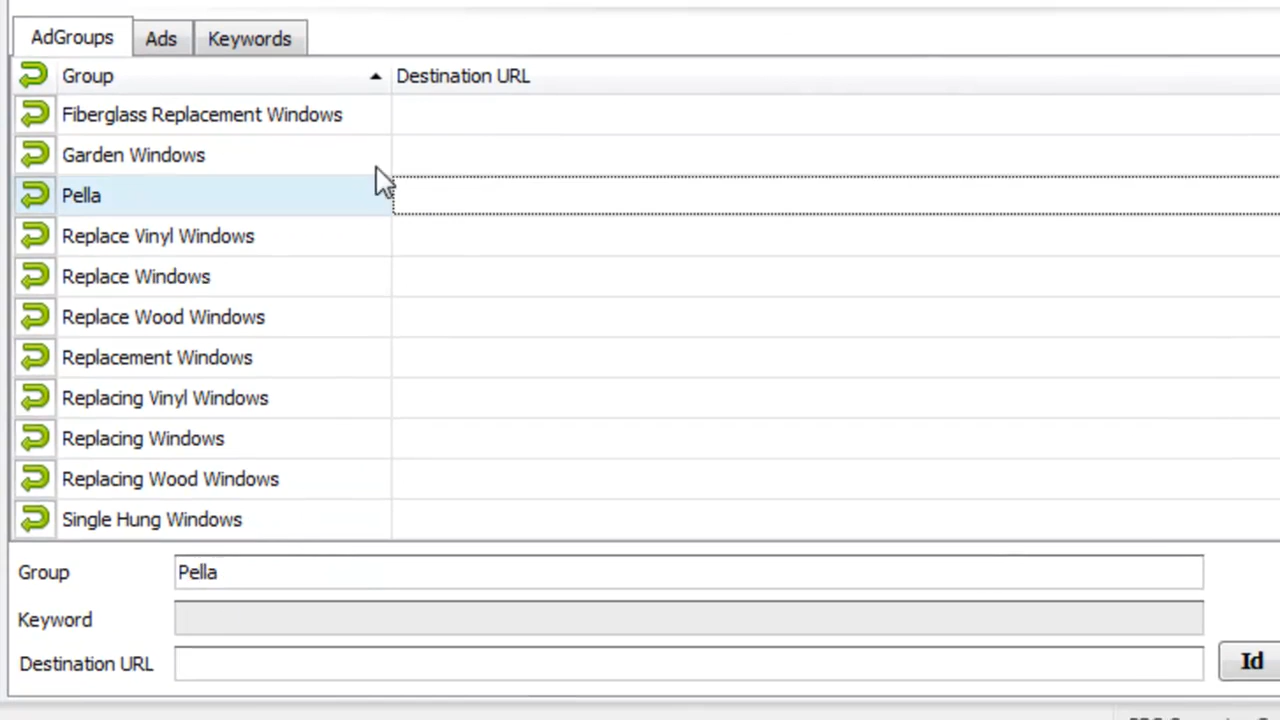 AdGroups Ads Keywords
Group Destination URL
Fiberglass Replacement Windows
Garden Windows
Pella
Replace Vinyl Windows
Replace Windows
Replace Wood Windows
Replacement Windows
Replacing Vinyl Windows
Replacing Windows
Replacing Wood Windows
Single Hung Windows
Group Pella
Keyword
Destination URL Id